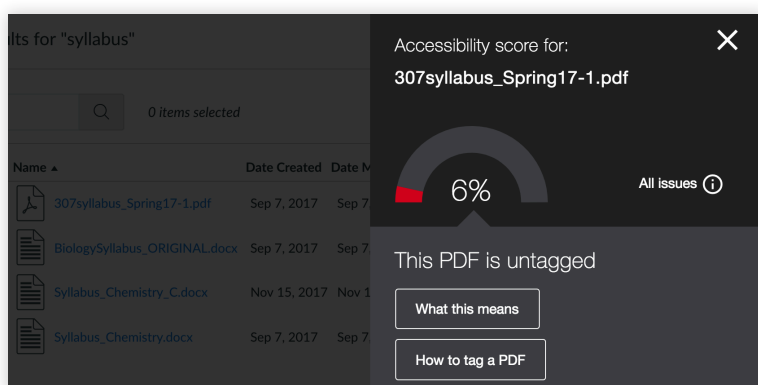 ults for "syllabus"
0 items selected
Name Date Created Date M
307syllabus_Spring17-1.pdf Sep 7, 2017 Sep 7
BiologySyllabus_ORIGINAL.docx Sep 7, 2017 Sep 7
Syllabus_Chemistry_C.docx Nov 15, 2017 Nov 1
Syllabus_Chemistry.docx Sep 7, 2017 Sep 7
Accessibility score for:
307syllabus_Spring17-1.pdf
6%
All issues
This PDF is untagged
What this means
How to tag a PDF